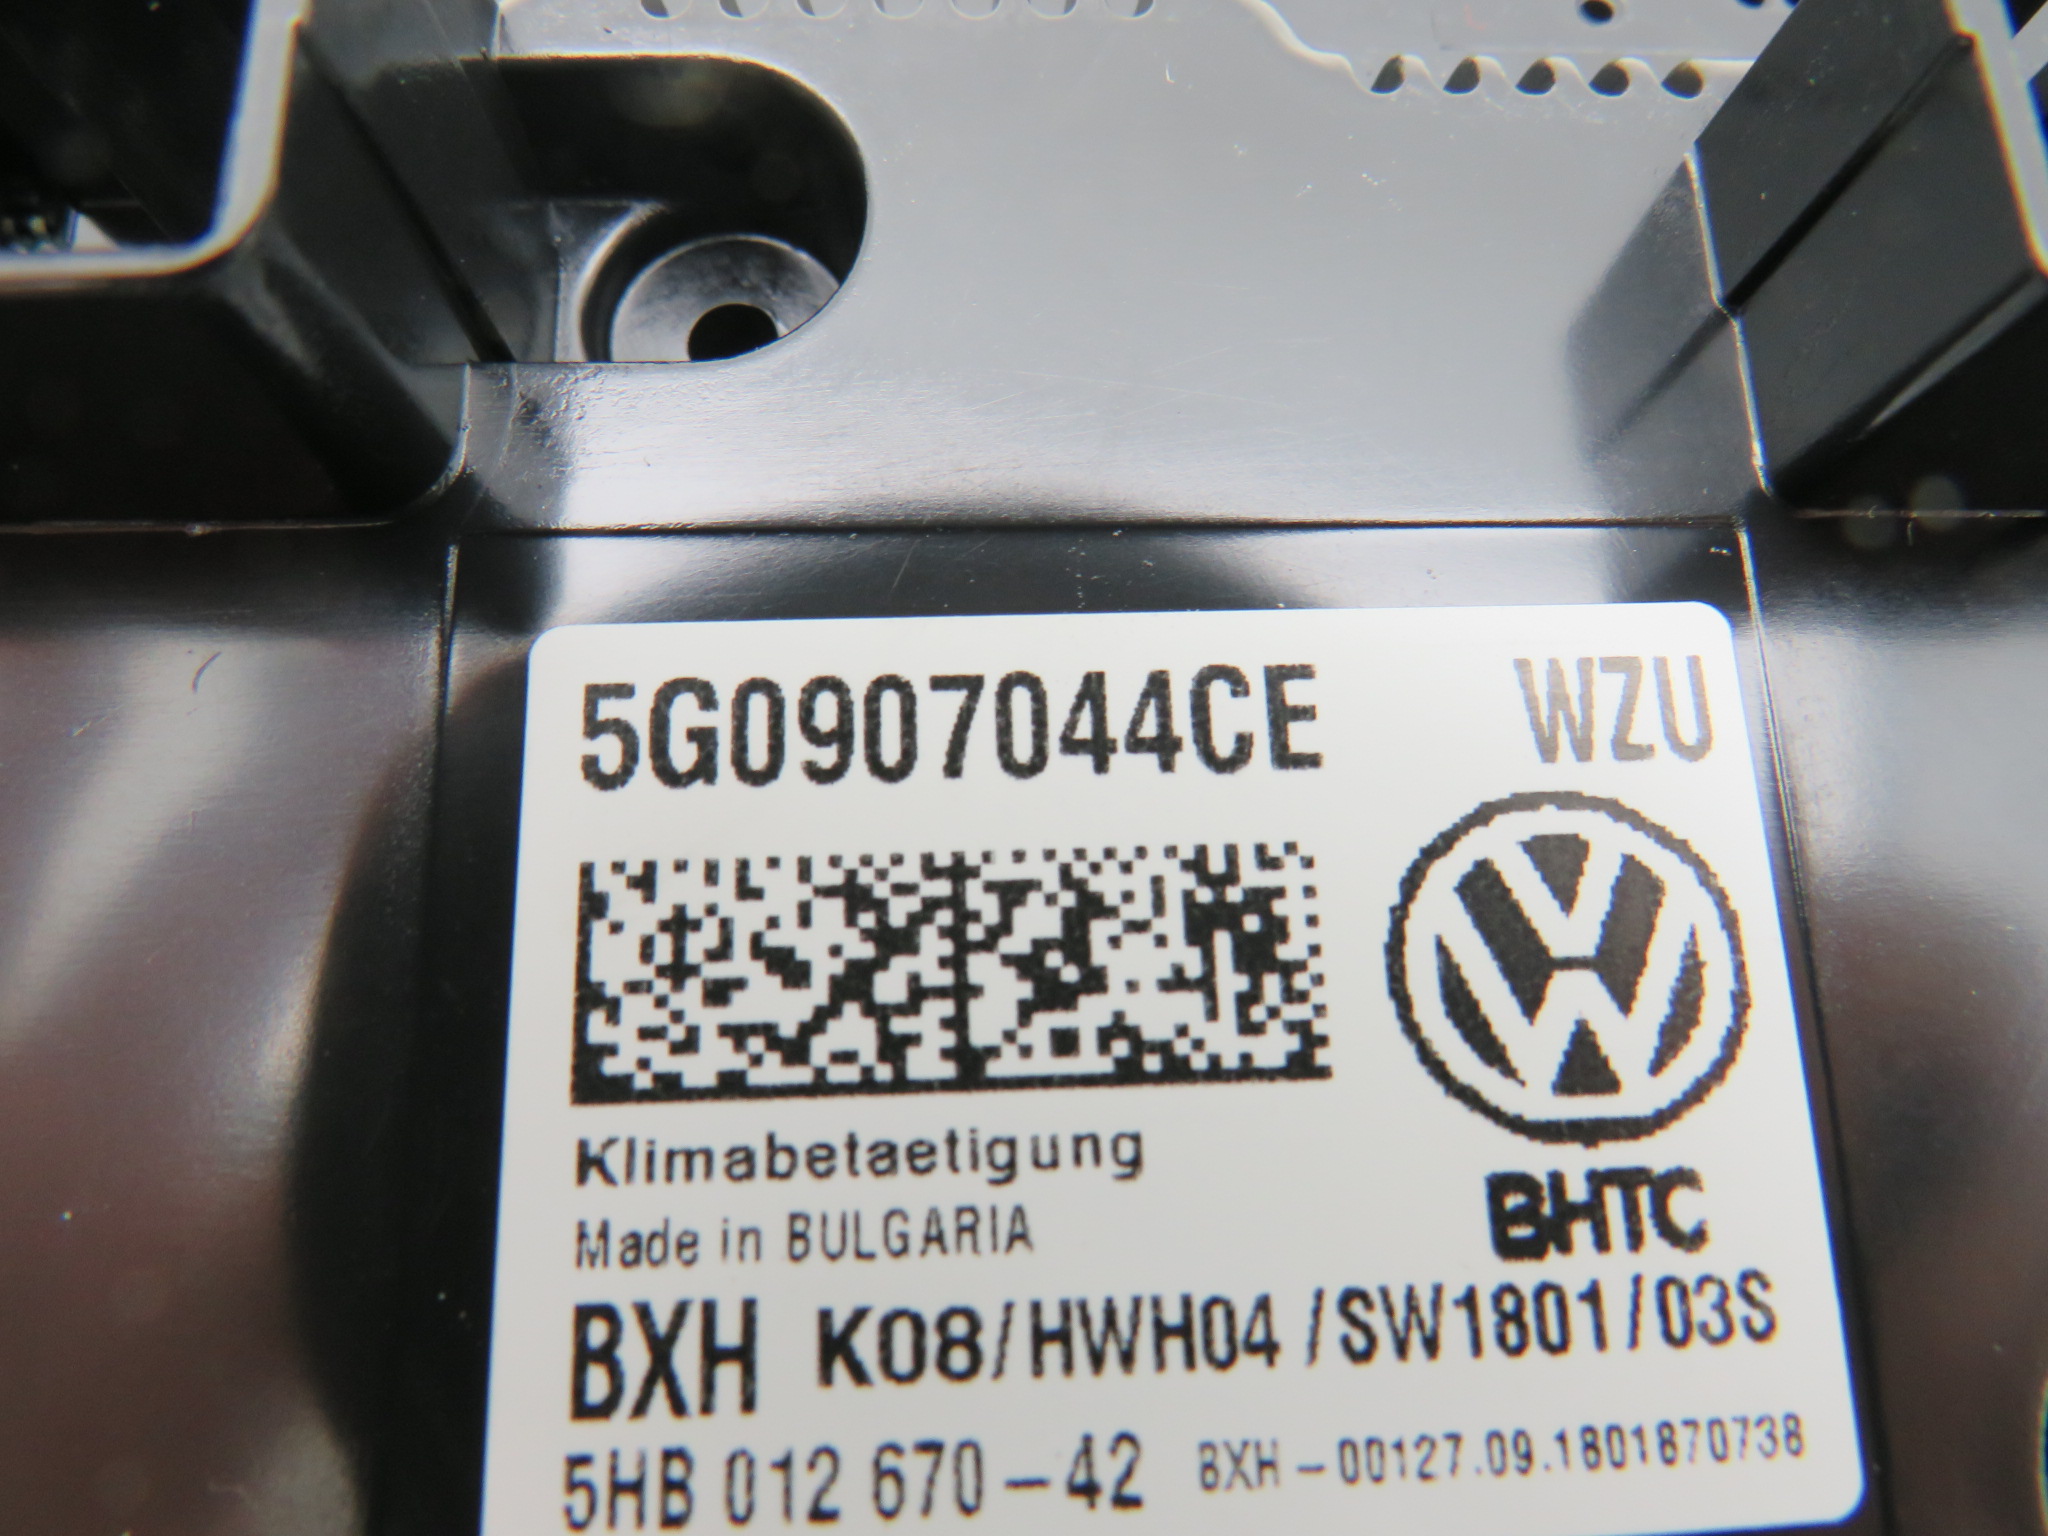 5G0907044CE WZU
Klimabetaetigung
Made in BULGARIA
BHTC
BXH K08/HWH04/SW1801/03S
5HB 012 670-42 BXH-00127.09.1801870738